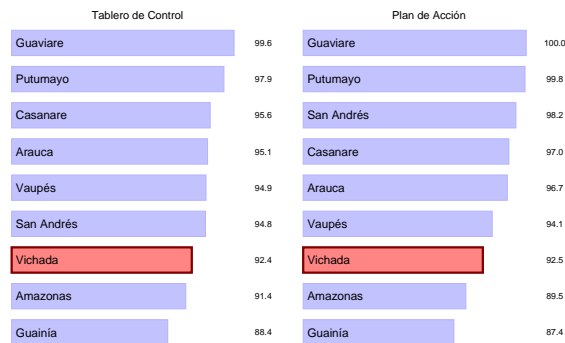 Tablero de Control
Guaviare 99.6
Putumayo 97.9
Casanare 95.6
Arauca 95.1
Vaupés 94.9
San Andrés 94.8
Vichada 92.4
Amazonas 91.4
Guainía 88.4
Plan de Acción
Guaviare 100.0
Putumayo 99.8
San Andrés 98.2
Casanare 97.0
Arauca 96.7
Vaupés 94.1
Vichada 92.5
Amazonas 89.5
Guainía 87.4